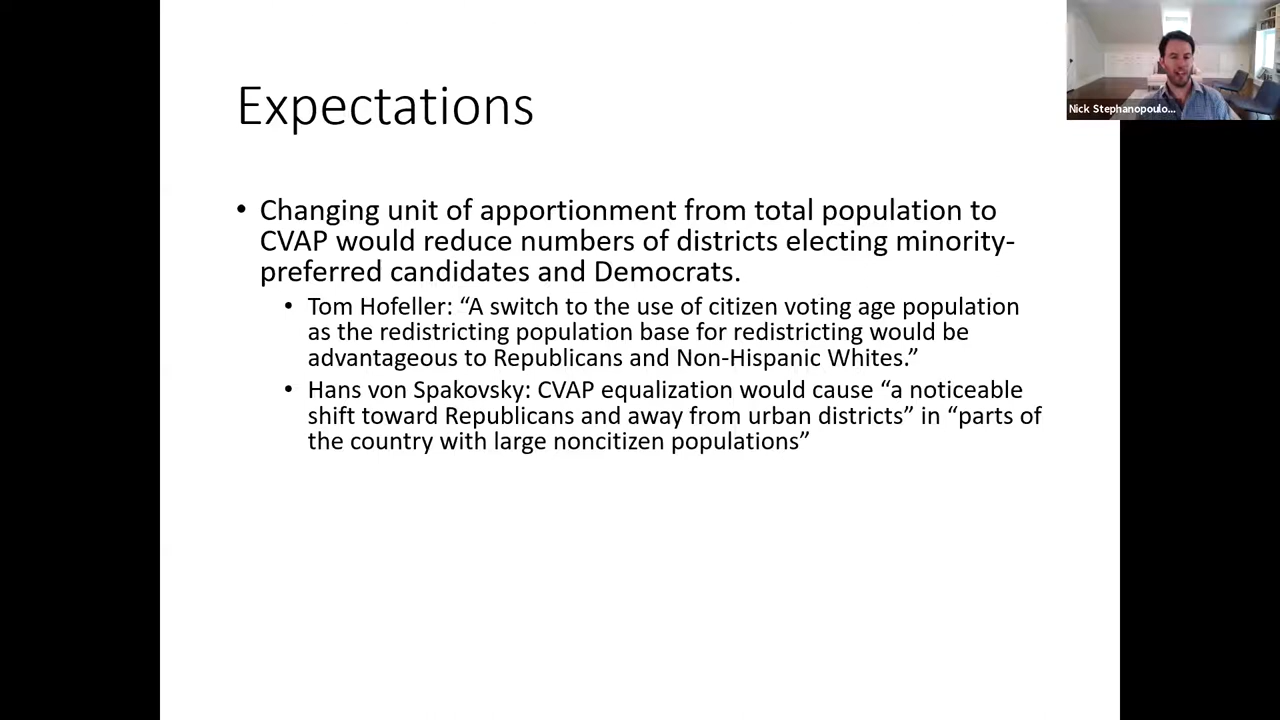 Expectations
• Changing unit of apportionment from total population to
CVAP would reduce numbers of districts electing minority-
preferred candidates and Democrats.
• Tom Hofeller: “A switch to the use of citizen voting age population
as the redistricting population base for redistricting would be
advantageous to Republicans and Non-Hispanic Whites.”
• Hans von Spakovsky: CVAP equalization would cause “a noticeable
shift toward Republicans and away from urban districts” in “parts of
the country with large noncitizen populations”
Nick Stephanopoulo...